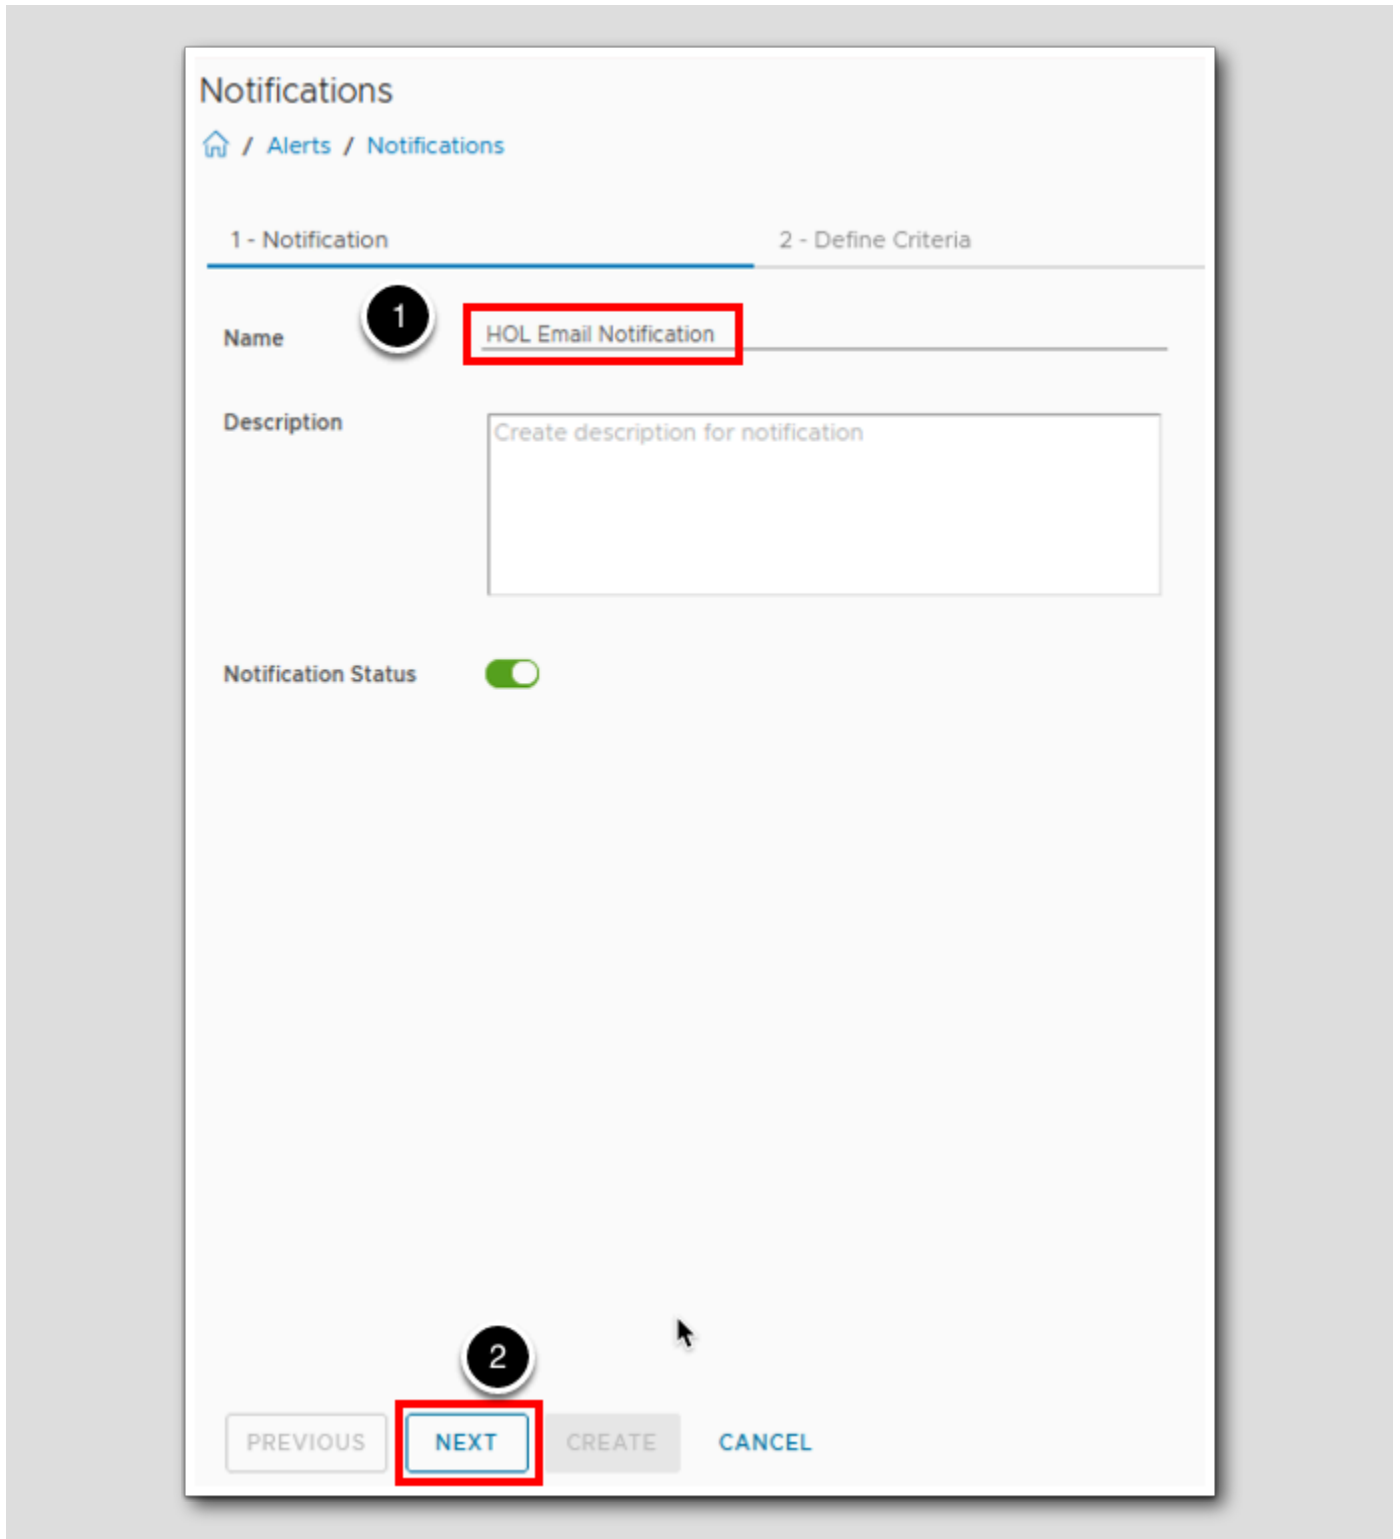 Notifications
/ Alerts / Notifications
1 - Notification 2 - Define Criteria
1
Name HOL Email Notification
Description Create description for notification
Notification Status
2
PREVIOUS NEXT CREATE CANCEL